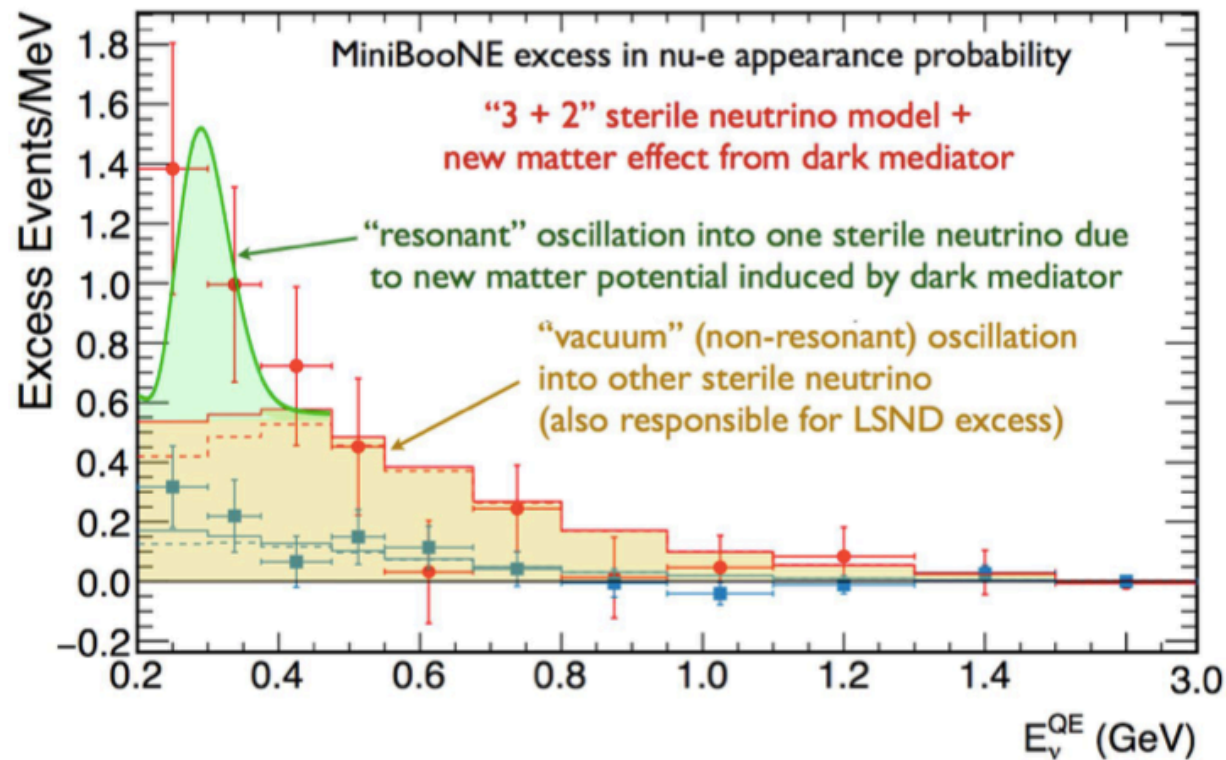 MiniBooNE excess in nu-e appearance probability
“3 + 2” sterile neutrino model +
new matter effect from dark mediator
“resonant” oscillation into one sterile neutrino due
to new matter potential induced by dark mediator
“vacuum” (non-resonant) oscillation
into other sterile neutrino
(also responsible for LSND excess)
Excess Events/MeV
1.8
1.6
1.4
1.2
1.0
0.8
0.6
0.4
0.2
0.0
−0.2
0.2 0.4 0.6 0.8 1.0 1.2 1.4 3.0
E_ν^QE (GeV)